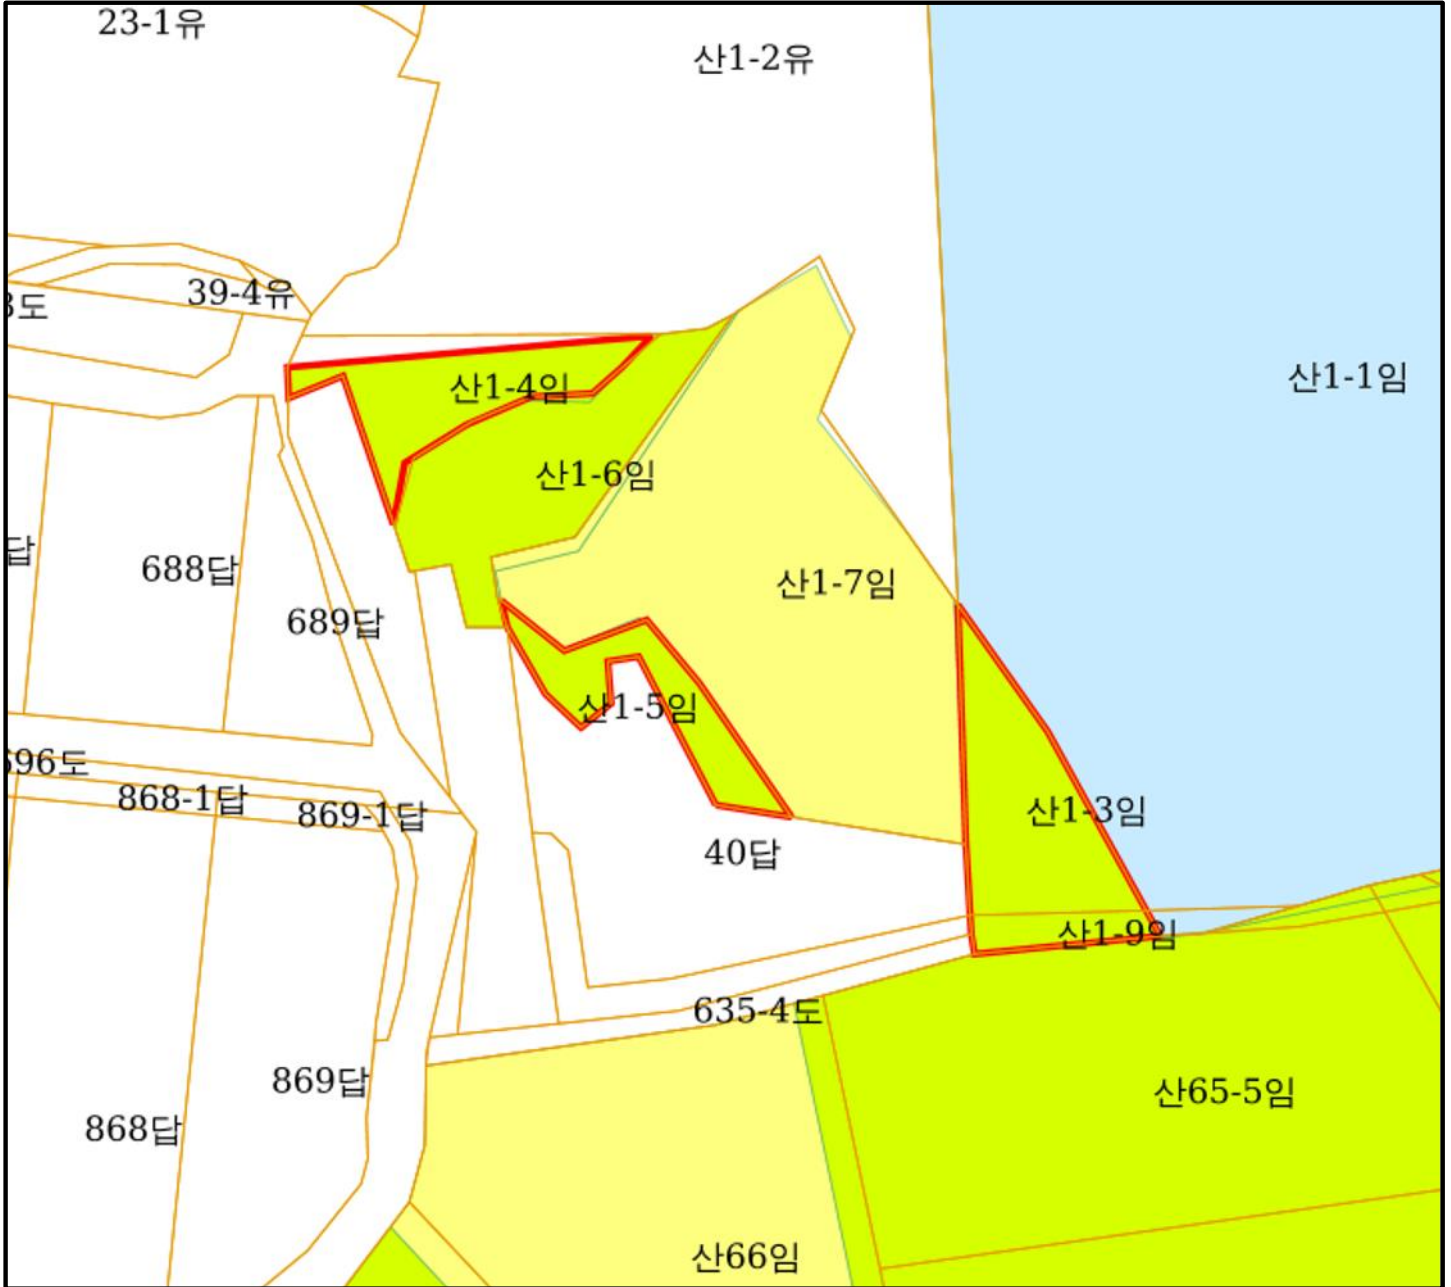 23-1유
산1-2유
39-4유
3도
산1-1임
산1-4임
산1-6임
답
688답
산1-7임
689답
산1-5임
696도
868-1답
869-1답
산1-3임
40답
산1-9임
635-4도
869답
산65-5임
868답
산66임